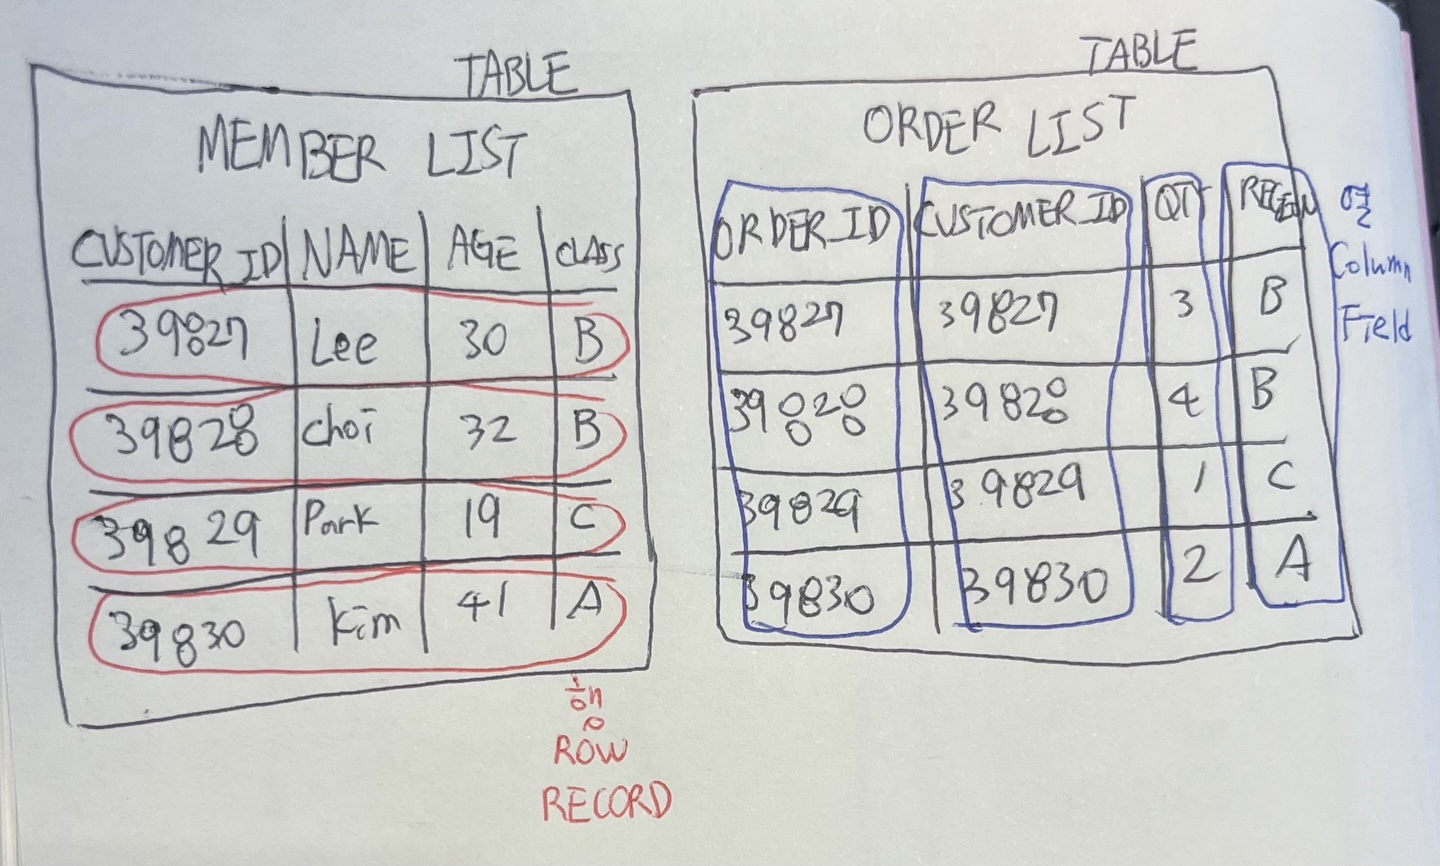 TABLE
MEMBER LIST
CUSTOMER_ID NAME AGE CLASS
39827 Lee 30 B
39828 choi 32 B
39829 Park 19 C
39830 Kim 41 A
행
ROW
RECORD
TABLE
ORDER LIST
ORDER_ID CUSTOMER_ID QTY REGION
39827 39827 3 B
39828 39828 4 B
39829 39829 1 C
39830 39830 2 A
열
Column
Field